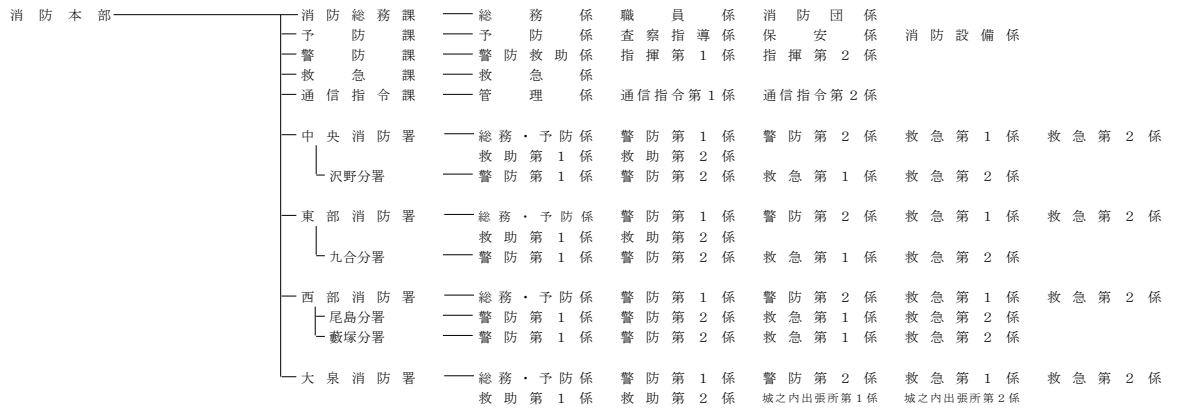 消防本部 消防総務課 総務係 職員係 消防団係
予防課 予防係 査察指導係 保安係 消防設備係
警防課 警防救助係 指揮第1係 指揮第2係
救急課 救急係
通信指令課 管理係 通信指令第1係 通信指令第2係
中央消防署 総務・予防係 警防第1係 警防第2係 救急第1係 救急第2係
救助第1係 救助第2係
沢野分署 警防第1係 警防第2係 救急第1係 救急第2係
東部消防署 総務・予防係 警防第1係 警防第2係 救急第1係 救急第2係
救助第1係 救助第2係
九合分署 警防第1係 警防第2係 救急第1係 救急第2係
西部消防署 総務・予防係 警防第1係 警防第2係 救急第1係 救急第2係
尾島分署 警防第1係 警防第2係 救急第1係 救急第2係
藪塚分署 警防第1係 警防第2係 救急第1係 救急第2係
大泉消防署 総務・予防係 警防第1係 警防第2係 救急第1係 救急第2係
救助第1係 救助第2係 城之内出張所第1係 城之内出張所第2係